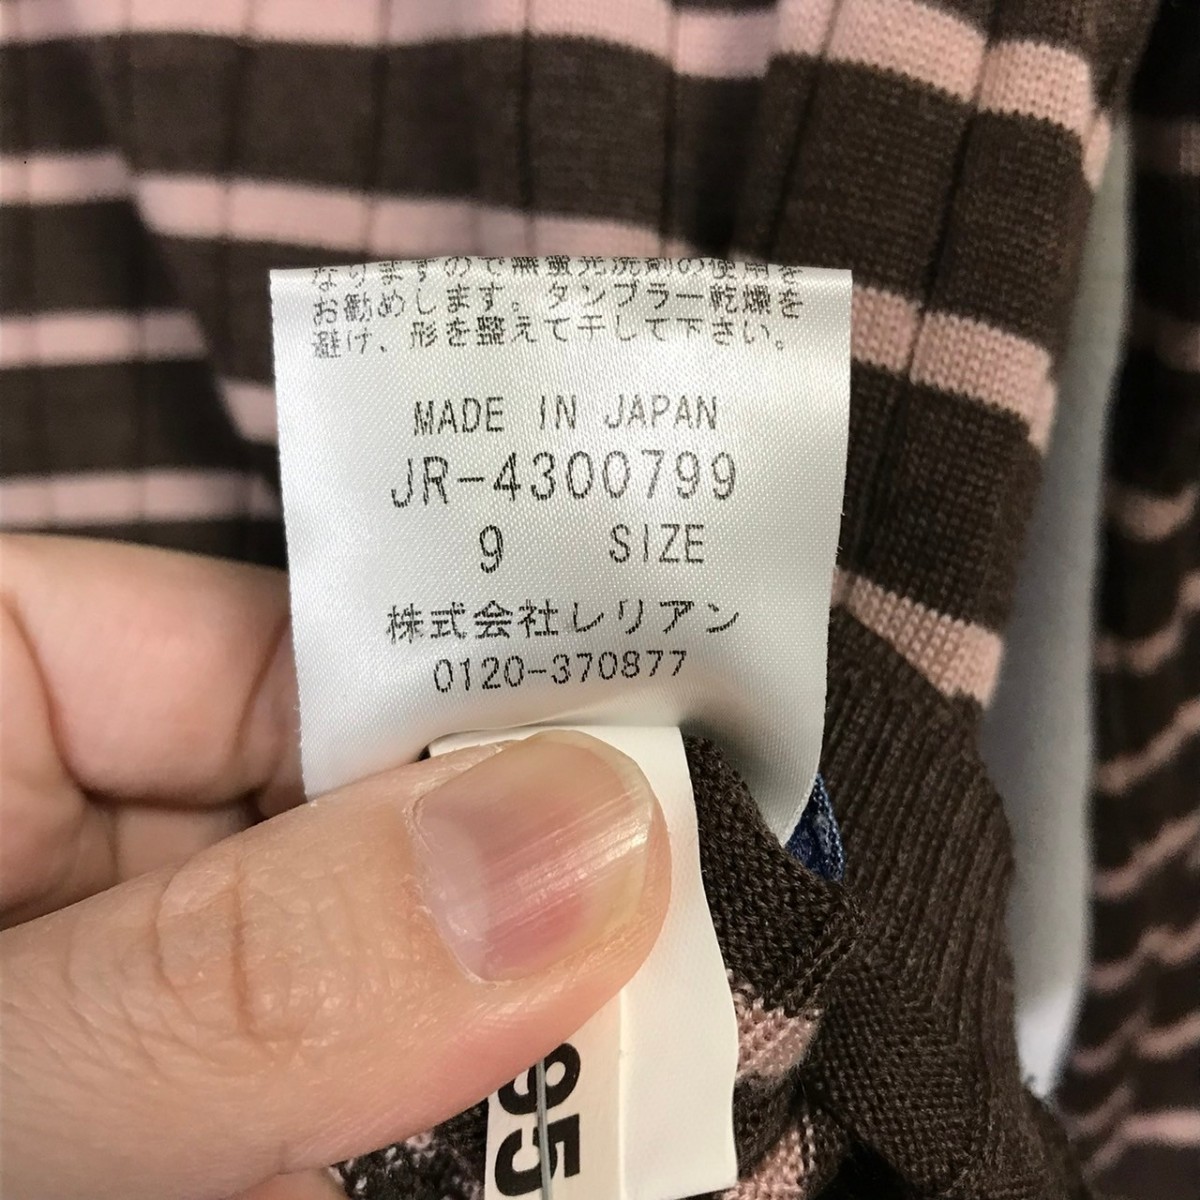 なりますので無蛍光洗剤の使用を
お勧めします。タンブラー乾燥を
避け、形を整えて干して下さい。
MADE IN JAPAN
JR-4300799
9 SIZE
株式会社レリアン
0120-370877
95